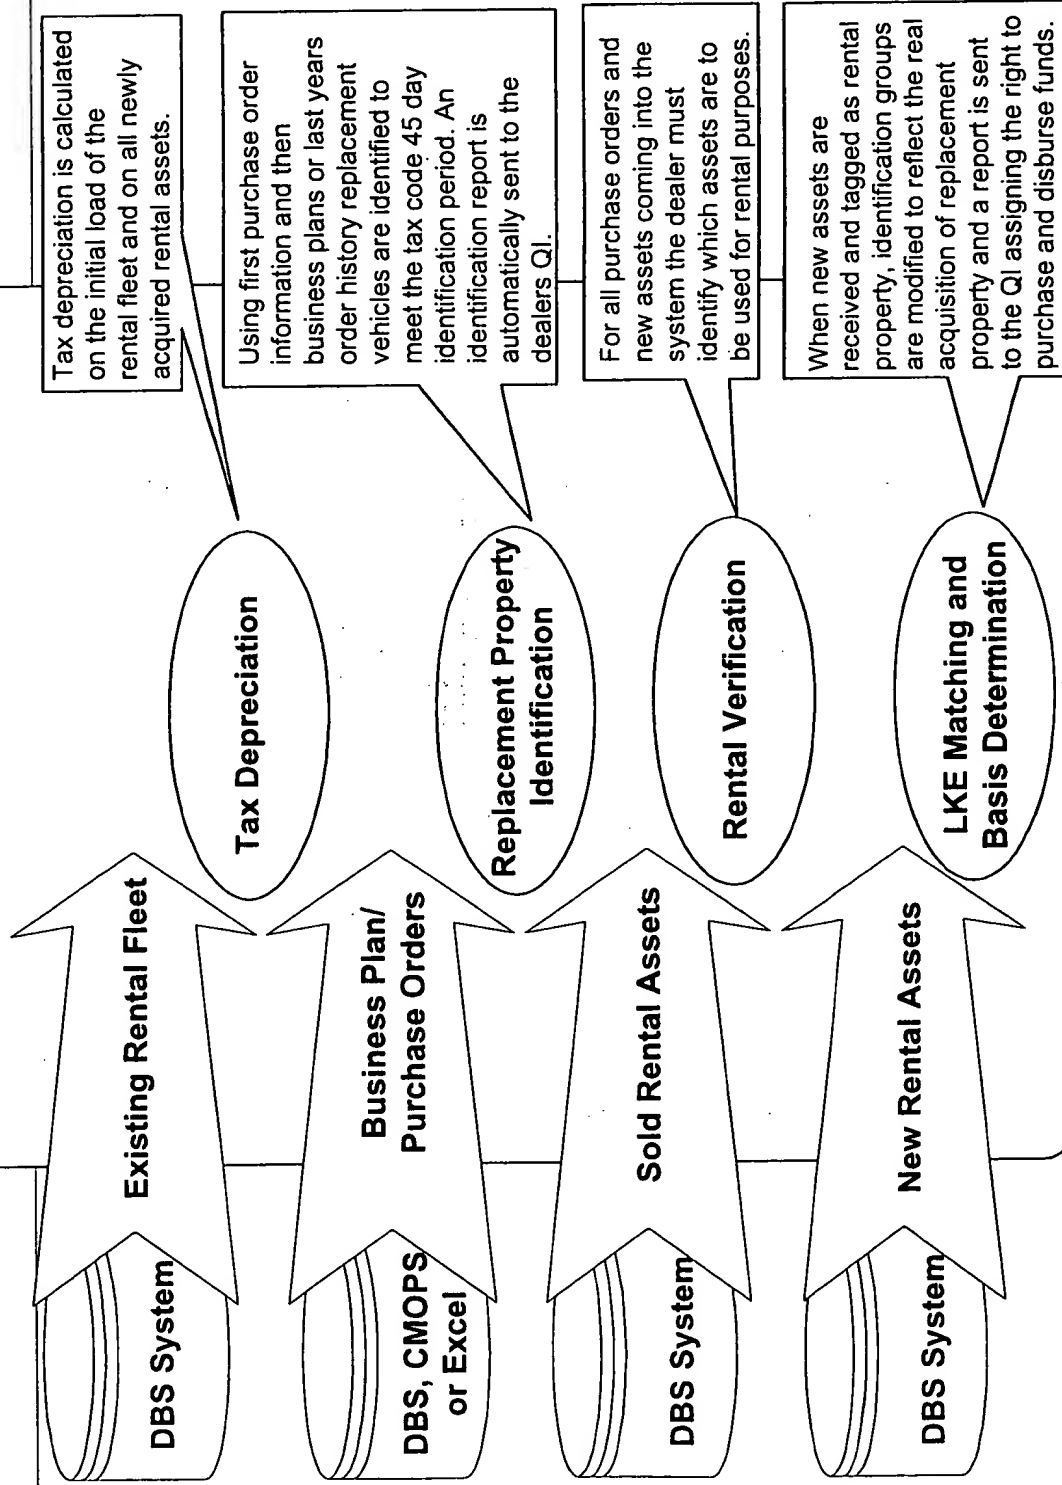 DBS System
Existing Rental Fleet
Tax Depreciation
Tax depreciation is calculated
on the initial load of the
rental fleet and on all newly
acquired rental assets.
DBS, CMOPS
or Excel
Business Plan/
Purchase Orders
Replacement Property
Identification
Using first purchase order
information and then
business plans or last years
order history replacement
vehicles are identified to
meet the tax code 45 day
identification period. An
identification report is
automatically sent to the
dealers QI.
DBS System
Sold Rental Assets
Rental Verification
For all purchase orders and
new assets coming into the
system the dealer must
identify which assets are to
be used for rental purposes.
DBS System
New Rental Assets
LKE Matching and
Basis Determination
When new assets are
received and tagged as rental
property, identification groups
are modified to reflect the real
acquisition of replacement
property and a report is sent
to the QI assigning the right to
purchase and disburse funds.